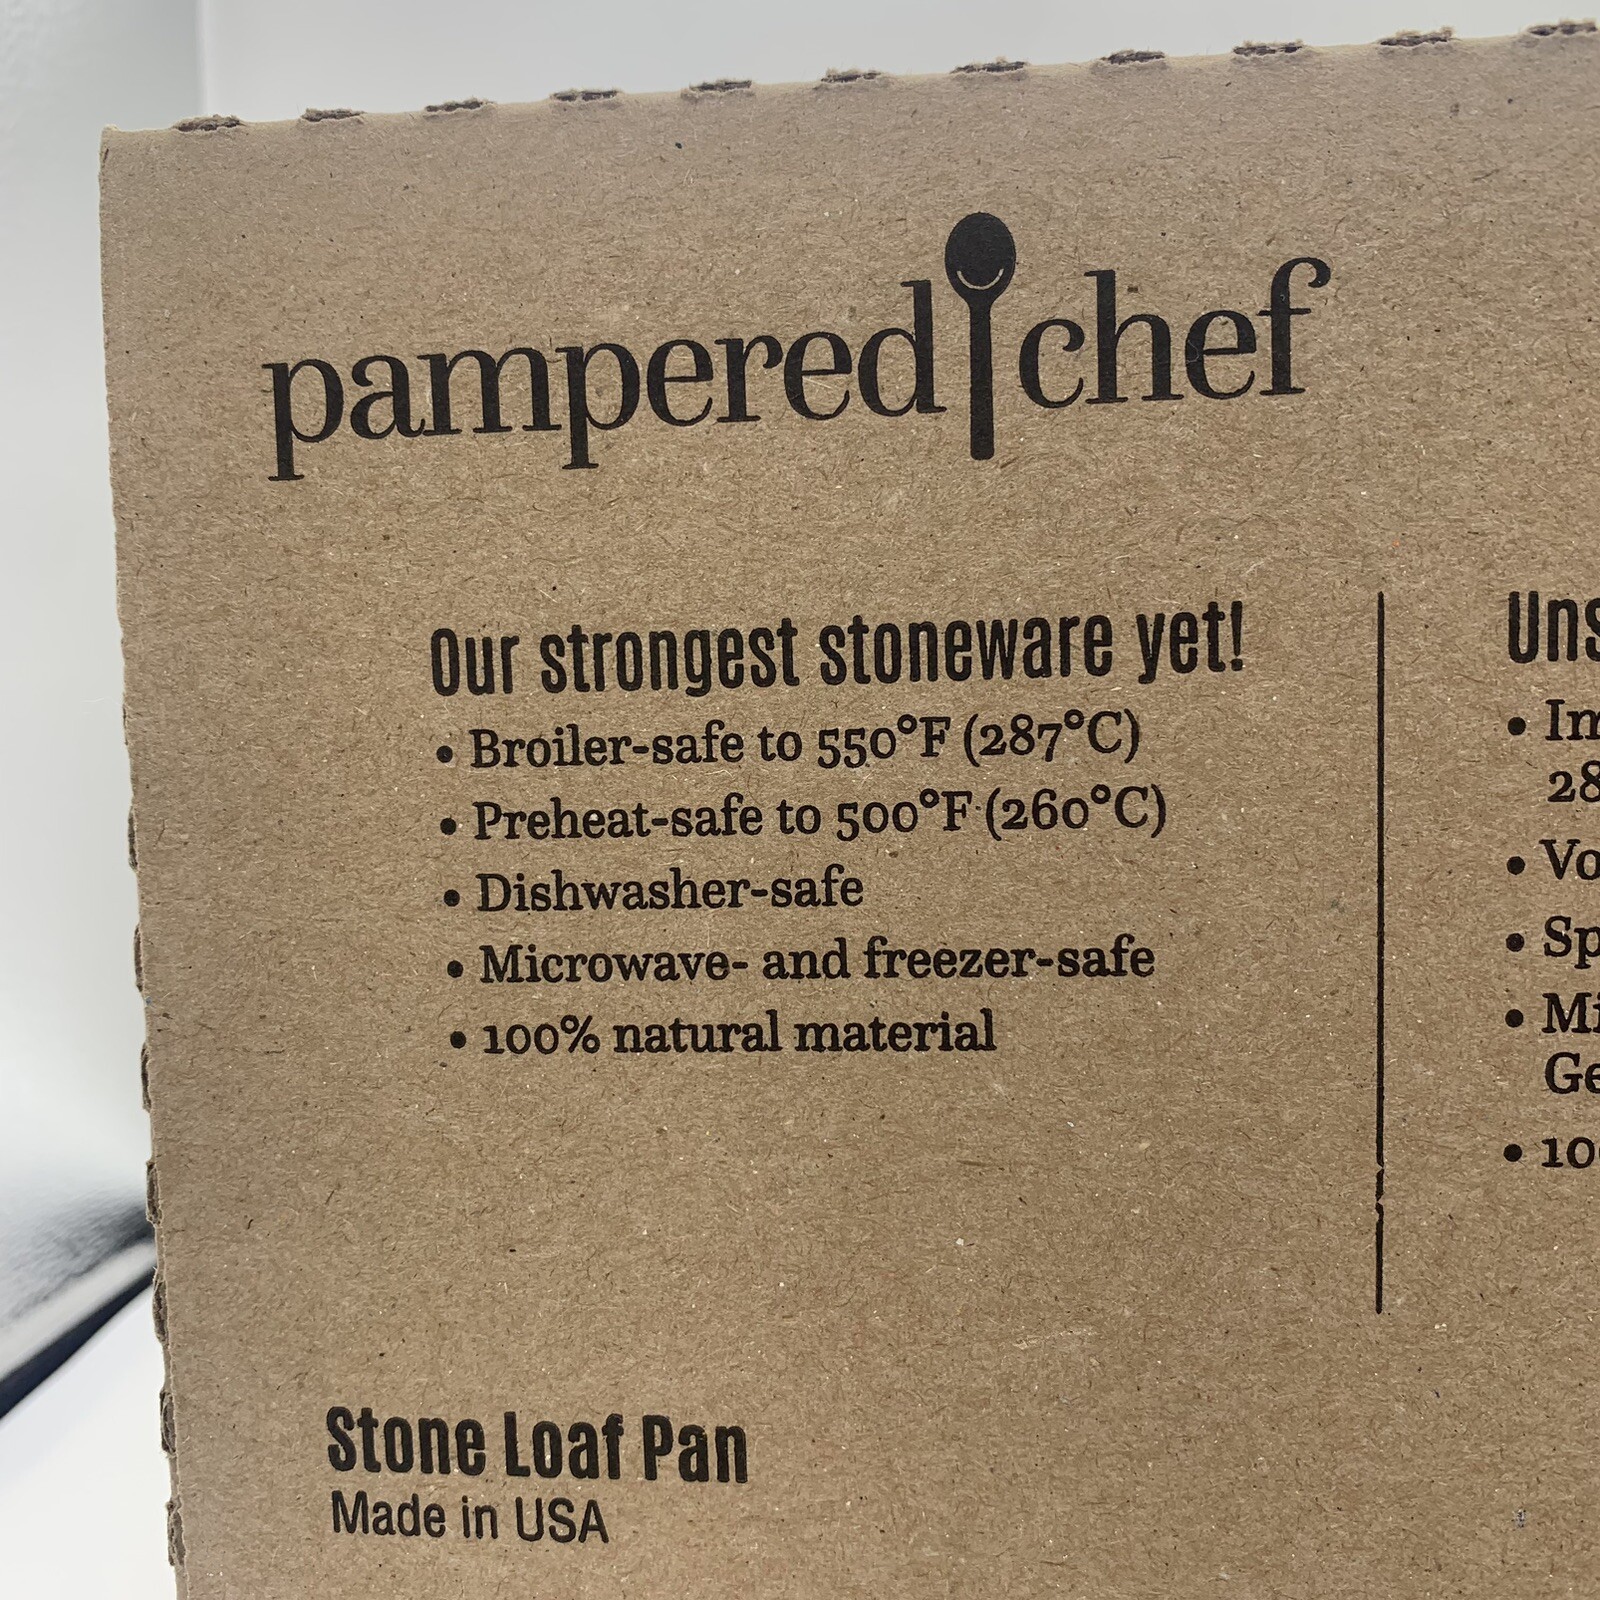 pampered chef
Our strongest stoneware yet!
• Broiler-safe to 550°F (287°C)
• Preheat-safe to 500°F (260°C)
• Dishwasher-safe
• Microwave- and freezer-safe
• 100% natural material
Stone Loaf Pan
Made in USA